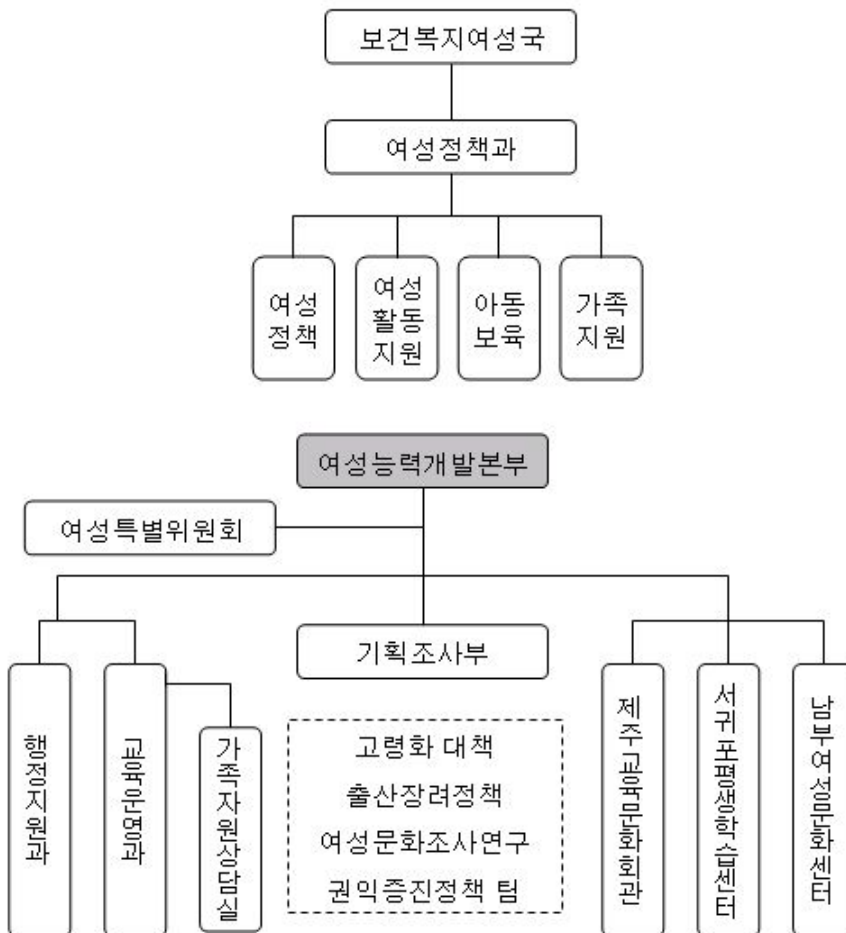 보건복지여성국
여성정책과
여성
정책
여성
활동
지원
아동
보육
가족
지원
여성능력개발본부
여성특별위원회
기획조사부
행정지원과
교육운영과
가족자원상담실
고령화 대책
출산장려정책
여성문화조사연구
권익증진정책 팀
제주교육문화회관
서귀포평생학습센터
남부여성문화센터